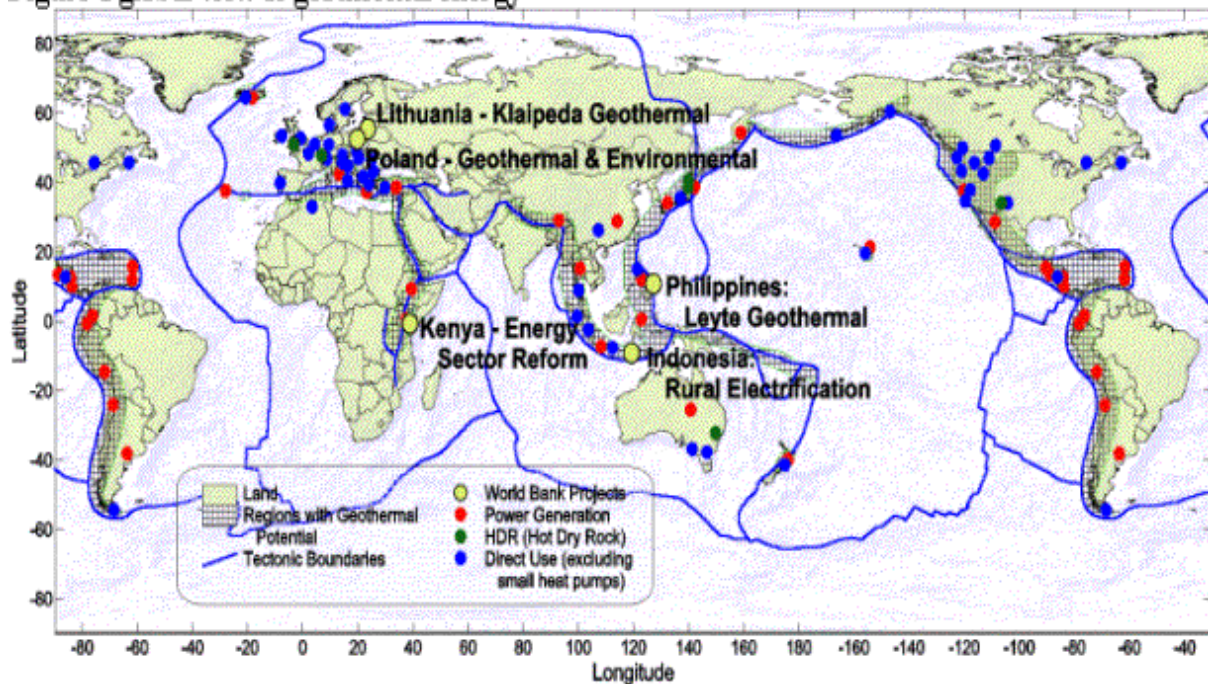 80
60
40
20
0
-20
-40
-60
-80
Latitude
Lithuania - Klaipeda Geothermal
Poland - Geothermal & Environmental
Philippines:
Leyte Geothermal
Kenya - Energy
Sector Reform
Indonesia:
Rural Electrification
Land
Regions with Geothermal
Potential
Tectonic Boundaries
World Bank Projects
Power Generation
HDR (Hot Dry Rock)
Direct Use (excluding
small heat pumps)
-80 -60 -40 -20 0 20 40 60 80 100 120 140 160 180 -160 -140 -120 -100 -80 -60 -40
Longitude